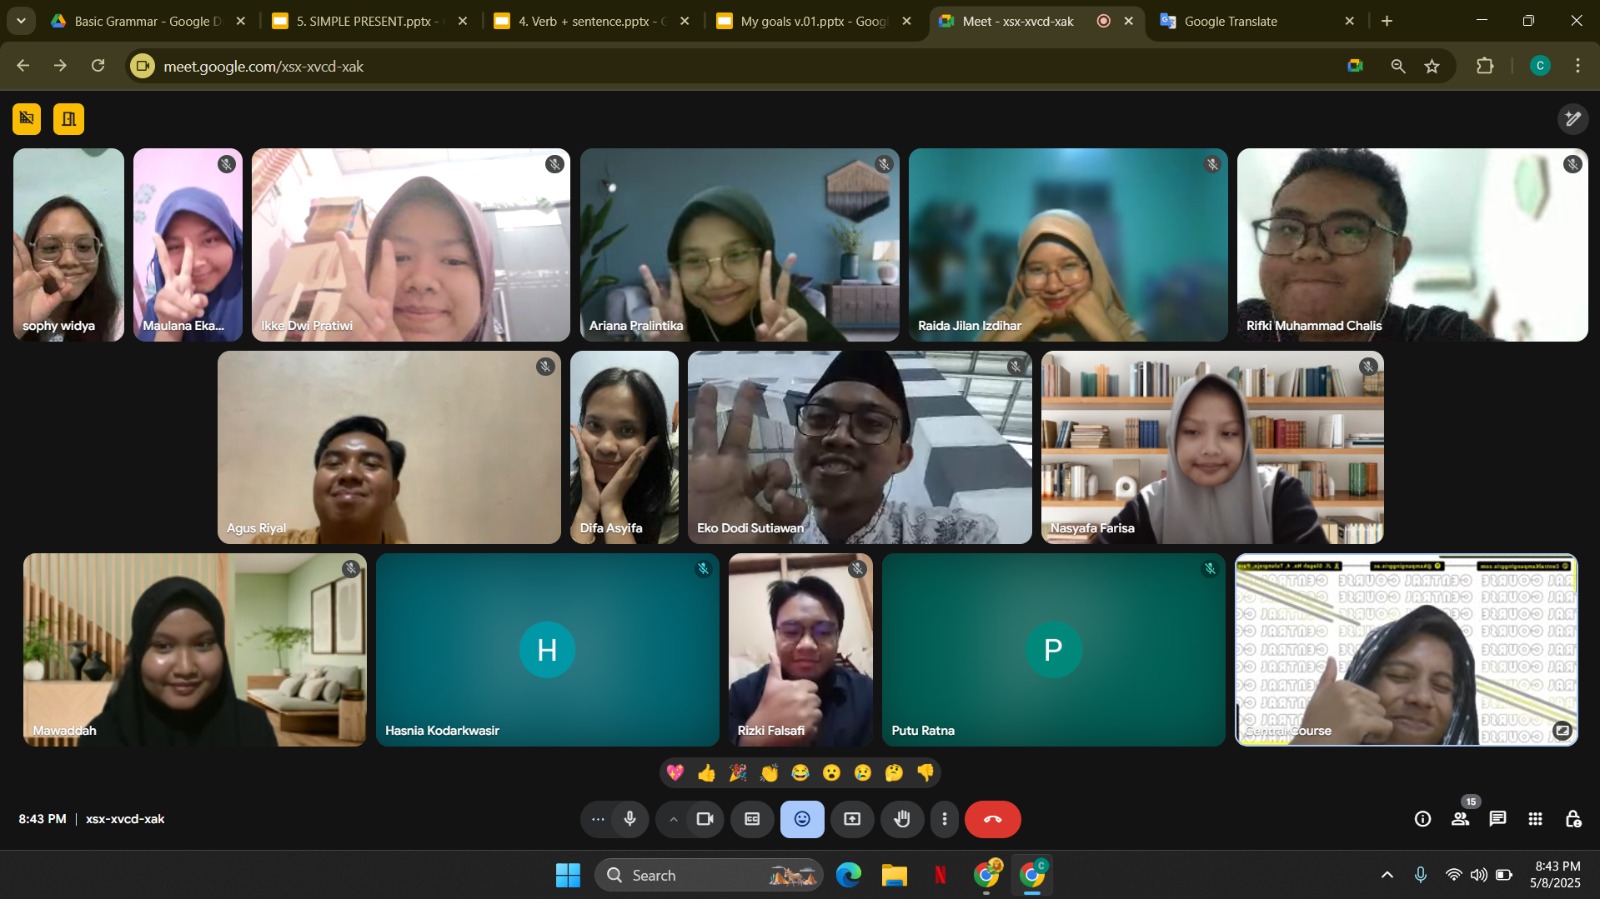 Basic Grammar - Google D
5. SIMPLE PRESENT.pptx -
4. Verb + sentence.pptx - G
My goals v.01.pptx - Googl
Meet - xsx-xvcd-xak
Google Translate
meet.google.com/xsx-xvcd-xak
C
sophy widya
Maulana Eka...
Ikke Dwi Pratiwi
Ariana Pralintika
Raida Jilan Izdihar
Rifki Muhammad Chalis
Agus Riyal
Difa Asyifa
Eko Dodi Sutiawan
Nasyafa Farisa
CENTRAL COURSE
H
P
Mawaddah
Hasnia Kodarkwasir
Rizki Falsafi
Putu Ratna
Central Course
8:43 PM | xsx-xvcd-xak
15
Search
N
C
8:43 PM
5/8/2025